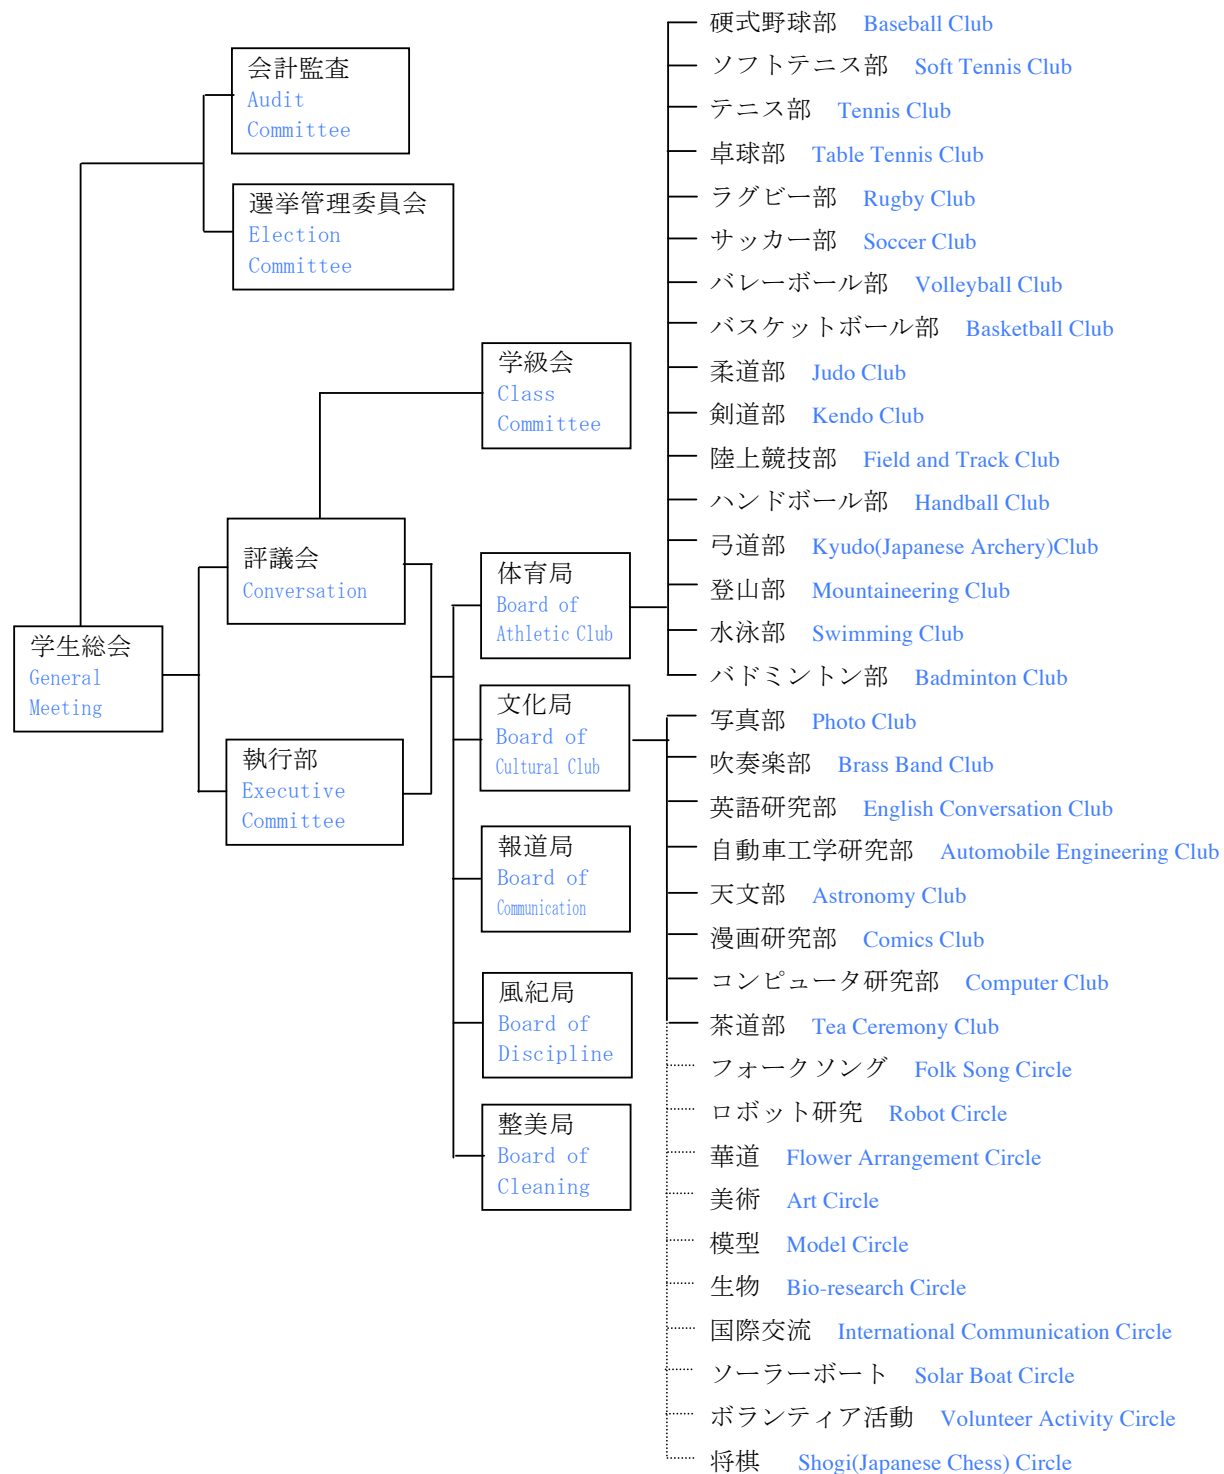 会計監査
Audit
Committee
選挙管理委員会
Election
Committee
学級会
Class
Committee
評議会
Conversation
学生総会
General
Meeting
執行部
Executive
Committee
体育局
Board of
Athletic Club
文化局
Board of
Cultural Club
報道局
Board of
Communication
風紀局
Board of
Discipline
整美局
Board of
Cleaning
硬式野球部 Baseball Club
ソフトテニス部 Soft Tennis Club
テニス部 Tennis Club
卓球部 Table Tennis Club
ラグビー部 Rugby Club
サッカー部 Soccer Club
バレーボール部 Volleyball Club
バスケットボール部 Basketball Club
柔道部 Judo Club
剣道部 Kendo Club
陸上競技部 Field and Track Club
ハンドボール部 Handball Club
弓道部 Kyudo(Japanese Archery)Club
登山部 Mountaineering Club
水泳部 Swimming Club
バドミントン部 Badminton Club
写真部 Photo Club
吹奏楽部 Brass Band Club
英語研究部 English Conversation Club
自動車工学研究部 Automobile Engineering Club
天文部 Astronomy Club
漫画研究部 Comics Club
コンピュータ研究部 Computer Club
茶道部 Tea Ceremony Club
フォークソング Folk Song Circle
ロボット研究 Robot Circle
華道 Flower Arrangement Circle
美術 Art Circle
模型 Model Circle
生物 Bio-research Circle
国際交流 International Communication Circle
ソーラーボート Solar Boat Circle
ボランティア活動 Volunteer Activity Circle
将棋 Shogi(Japanese Chess) Circle